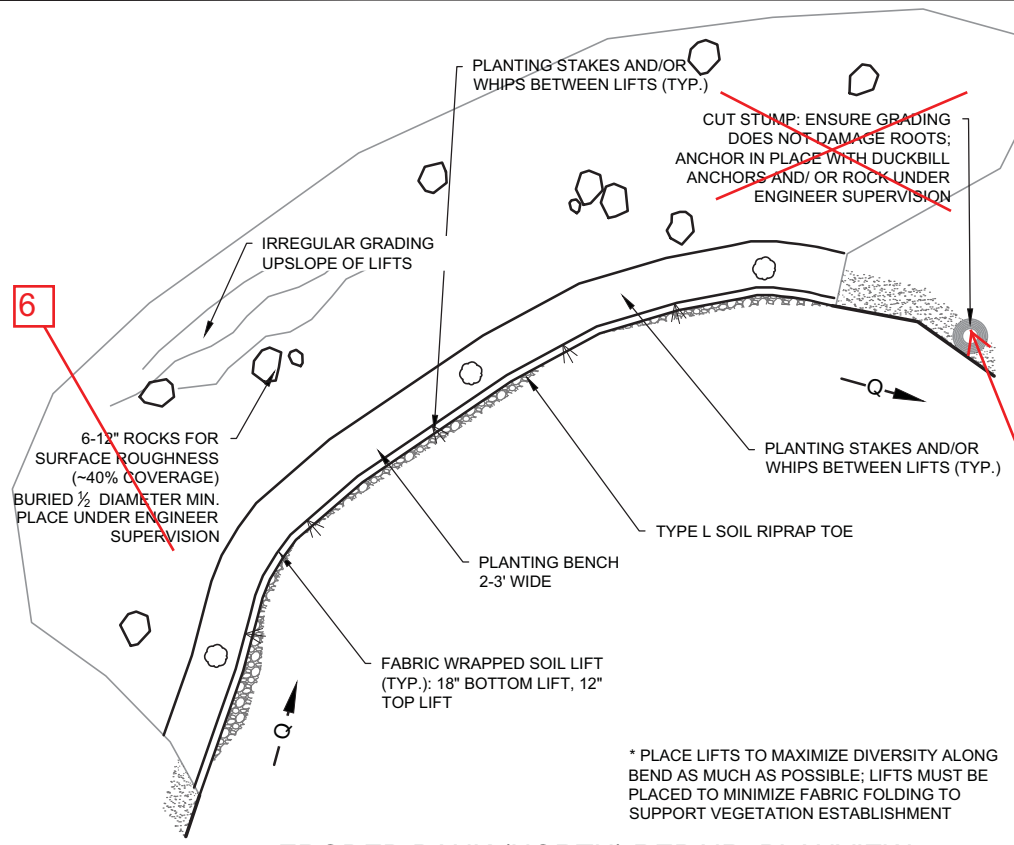 PLANTING STAKES AND/OR
WHIPS BETWEEN LIFTS (TYP.)
CUT STUMP: ENSURE GRADING
DOES NOT DAMAGE ROOTS;
ANCHOR IN PLACE WITH DUCKBILL
ANCHORS AND/ OR ROCK UNDER
ENGINEER SUPERVISION
IRREGULAR GRADING
UPSLOPE OF LIFTS
6
6-12" ROCKS FOR
SURFACE ROUGHNESS
(~40% COVERAGE)
BURIED ½ DIAMETER MIN.
PLACE UNDER ENGINEER
SUPERVISION
Q
PLANTING STAKES AND/OR
WHIPS BETWEEN LIFTS (TYP.)
TYPE L SOIL RIPRAP TOE
PLANTING BENCH
2-3' WIDE
FABRIC WRAPPED SOIL LIFT
(TYP.): 18" BOTTOM LIFT, 12"
TOP LIFT
Q
* PLACE LIFTS TO MAXIMIZE DIVERSITY ALONG
BEND AS MUCH AS POSSIBLE; LIFTS MUST BE
PLACED TO MINIMIZE FABRIC FOLDING TO
SUPPORT VEGETATION ESTABLISHMENT